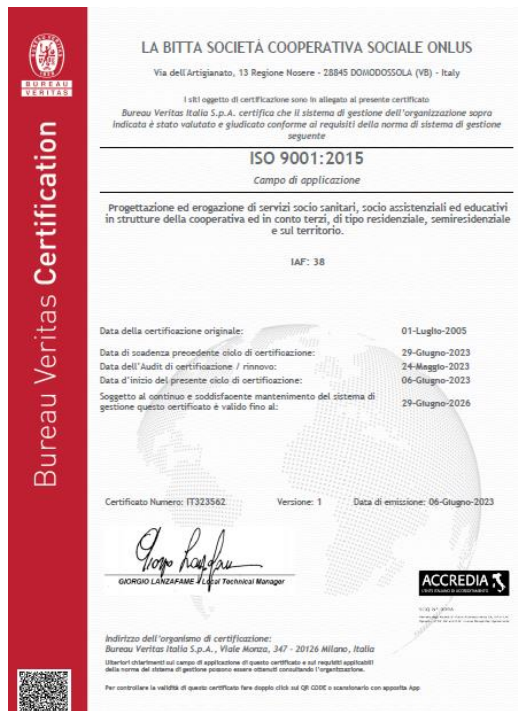 LA BITTA SOCIETÀ COOPERATIVA SOCIALE ONLUS
Via dell'Artigianato, 13 Regione Nosere - 28845 DOMODOSSOLA (VB) - Italy
I siti oggetto di certificazione sono in allegato al presente certificato
Bureau Veritas Italia S.p.A. certifica che il sistema di gestione dell'organizzazione sopra
indicata è stato valutato e giudicato conforme ai requisiti della norma di sistema di gestione
seguente
ISO 9001:2015
Campo di applicazione
Progettazione ed erogazione di servizi socio sanitari, socio assistenziali ed educativi
in strutture della cooperativa ed in conto terzi, di tipo residenziale, semiresidenziale
e sul territorio.
IAF: 38
Data della certificazione originale: 01-Luglio-2005
Data di scadenza precedente ciclo di certificazione: 29-Giugno-2023
Data dell'Audit di certificazione / rinnovo: 24-Maggio-2023
Data d'inizio del presente ciclo di certificazione: 06-Giugno-2023
Soggetto al continuo e soddisfacente mantenimento del sistema di
gestione questo certificato è valido fino al: 29-Giugno-2026
Certificato Numero: IT323562 Versione: 1 Data di emissione: 06-Giugno-2023
GIORGIO LANZAFAME - Local Technical Manager
ACCREDIA
L'ENTE ITALIANO DI ACCREDITAMENTO
Indirizzo dell'organismo di certificazione:
Bureau Veritas Italia S.p.A., Viale Monza, 347 - 20126 Milano, Italia
Ulteriori chiarimenti sul campo di applicazione di questo certificato e sui requisiti applicabili
della norma del sistema di gestione possono essere ottenuti consultando l'organizzazione.
Per controllare la validità di questo certificato fare doppio click sul QR CODE o scansionarlo con apposita App
BUREAU
VERITAS
Bureau Veritas Certification